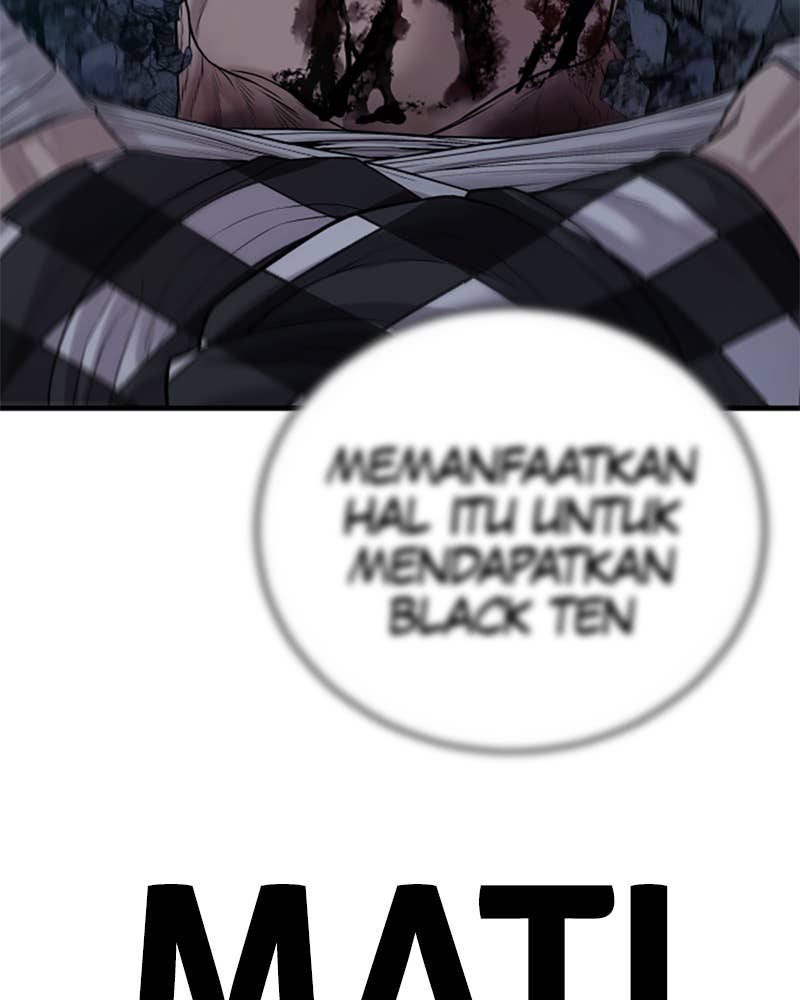 MEMANFAATKAN
HAL ITU UNTUK
MENDAPATKAN
BLACK TEN
MATI